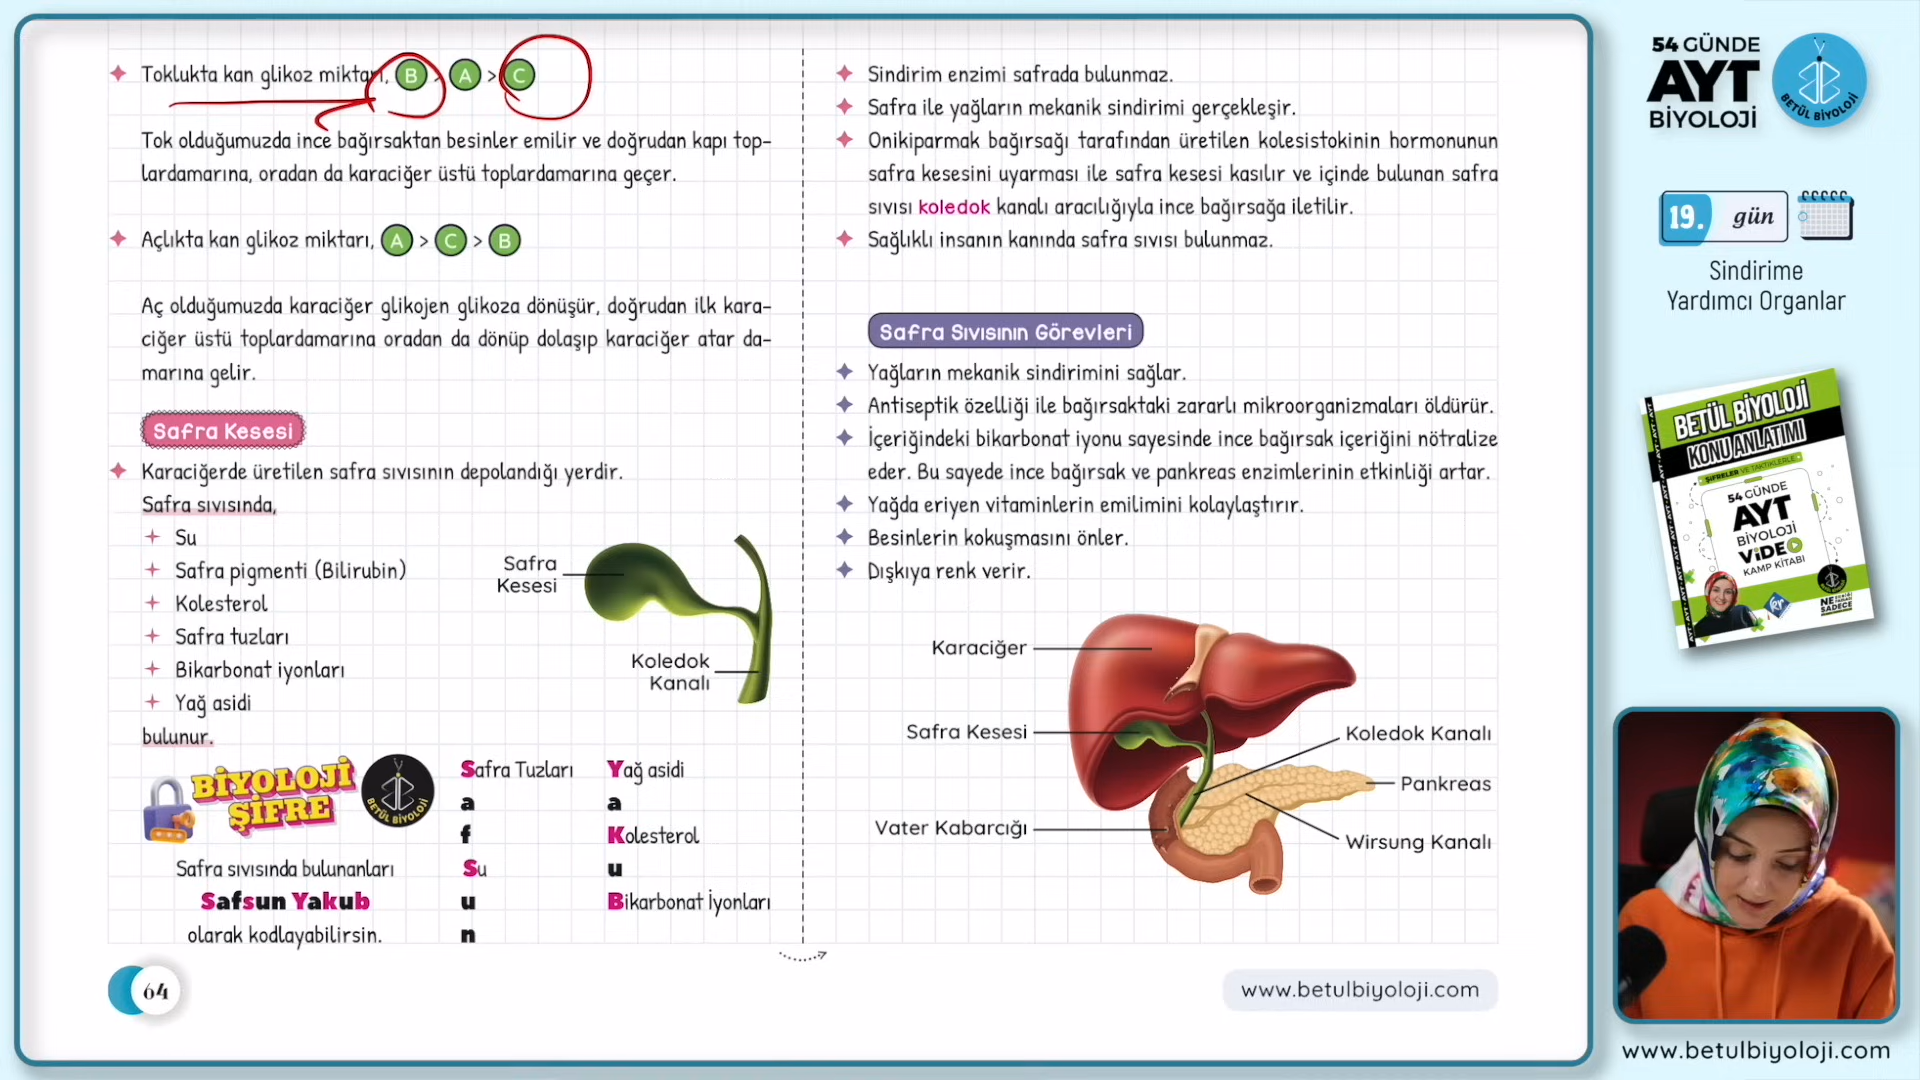 Toklukta kan glikoz miktarı, B > A > C
Tok olduğumuzda ince bağırsaktan besinler emilir ve doğrudan kapı top-
lardamarına, oradan da karaciğer üstü toplardamarına geçer.
Açlıkta kan glikoz miktarı, A > C > B
Aç olduğumuzda karaciğer glikojen glikoza dönüşür, doğrudan ilk kara-
ciğer üstü toplardamarına oradan da dönüp dolaşıp karaciğer atar da-
marına gelir.
Safra Kesesi
Karaciğerde üretilen safra sıvısının depolandığı yerdir.
Safra sıvısında,
Su
Safra pigmenti (Bilirubin)
Kolesterol
Safra tuzları
Bikarbonat iyonları
Yağ asidi
bulunur.
Safra
Kesesi
Koledok
Kanalı
BİYOLOJİ
ŞİFRE
BETÜL BİYOLOJİ
Safra sıvısında bulunanları
Safsun Yakub
olarak kodlayabilirsin.
Safra Tuzları
a
f
Su
u
n
Yağ asidi
a
Kolesterol
u
Bikarbonat İyonları
64
Sindirim enzimi safrada bulunmaz.
Safra ile yağların mekanik sindirimi gerçekleşir.
Onikiparmak bağırsağı tarafından üretilen kolesistokinin hormonunun
safra kesesini uyarması ile safra kesesi kasılır ve içinde bulunan safra
sıvısı koledok kanalı aracılığıyla ince bağırsağa iletilir.
Sağlıklı insanın kanında safra sıvısı bulunmaz.
Safra Sıvısının Görevleri
Yağların mekanik sindirimini sağlar.
Antiseptik özelliği ile bağırsaktaki zararlı mikroorganizmaları öldürür.
İçeriğindeki bikarbonat iyonu sayesinde ince bağırsak içeriğini nötralize
eder. Bu sayede ince bağırsak ve pankreas enzimlerinin etkinliği artar.
Yağda eriyen vitaminlerin emilimini kolaylaştırır.
Besinlerin kokuşmasını önler.
Dışkıya renk verir.
Karaciğer
Safra Kesesi
Vater Kabarcığı
Koledok Kanalı
Pankreas
Wirsung Kanalı
www.betulbiyoloji.com
54 GÜNDE
AYT
BİYOLOJİ
BETÜL BİYOLOJİ
19. gün
Sindirime
Yardımcı Organlar
BETÜL BİYOLOJİ
KONU ANLATIMI
ŞİFRELER VE TAKTİKLERLE
54 GÜNDE
AYT
BİYOLOJİ
VİDEO
KAMP KİTABI
www.betulbiyoloji.com